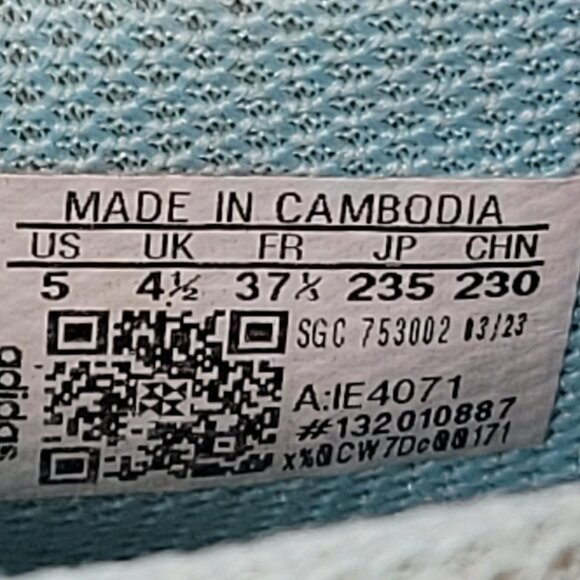 MADE IN CAMBODIA
US UK FR JP CHN
5 4½ 37⅓ 235 230
SGC 753002 03/23
A:IE4071
#132010887
adidas